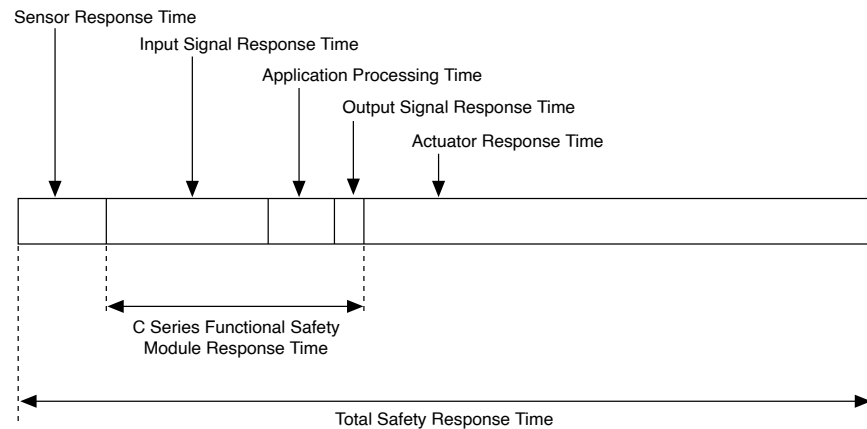 Sensor Response Time
Input Signal Response Time
Application Processing Time
Output Signal Response Time
Actuator Response Time
C Series Functional Safety
Module Response Time
Total Safety Response Time